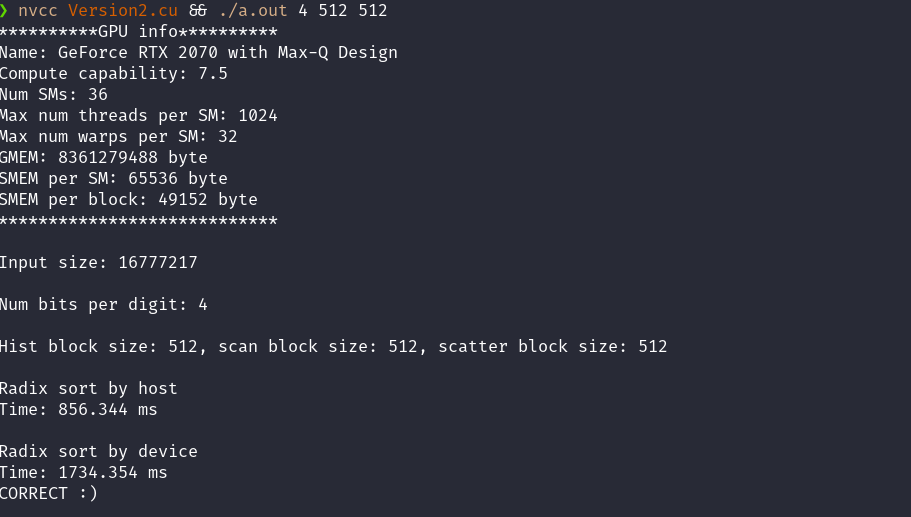 ❯ nvcc Version2.cu && ./a.out 4 512 512
**********GPU info**********
Name: GeForce RTX 2070 with Max-Q Design
Compute capability: 7.5
Num SMs: 36
Max num threads per SM: 1024
Max num warps per SM: 32
GMEM: 8361279488 byte
SMEM per SM: 65536 byte
SMEM per block: 49152 byte
****************************
Input size: 16777217
Num bits per digit: 4
Hist block size: 512, scan block size: 512, scatter block size: 512
Radix sort by host
Time: 856.344 ms
Radix sort by device
Time: 1734.354 ms
CORRECT :)